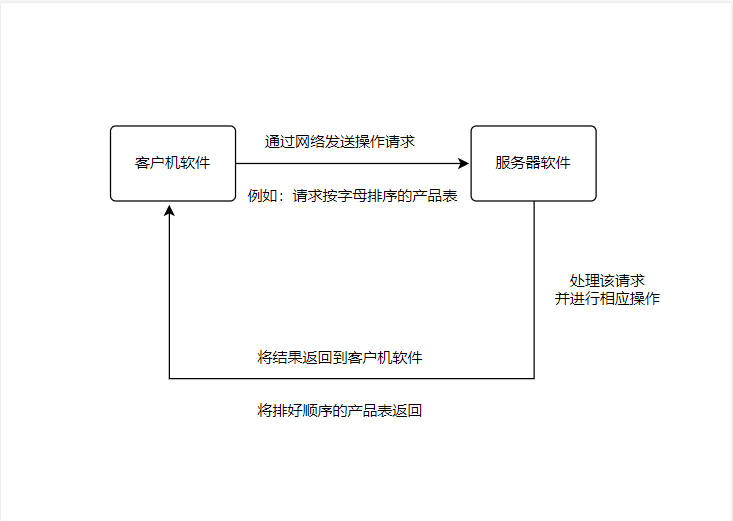 通过网络发送操作请求
客户机软件
服务器软件
例如：请求按字母排序的产品表
处理该请求
并进行相应操作
将结果返回到客户机软件
将排好顺序的产品表返回